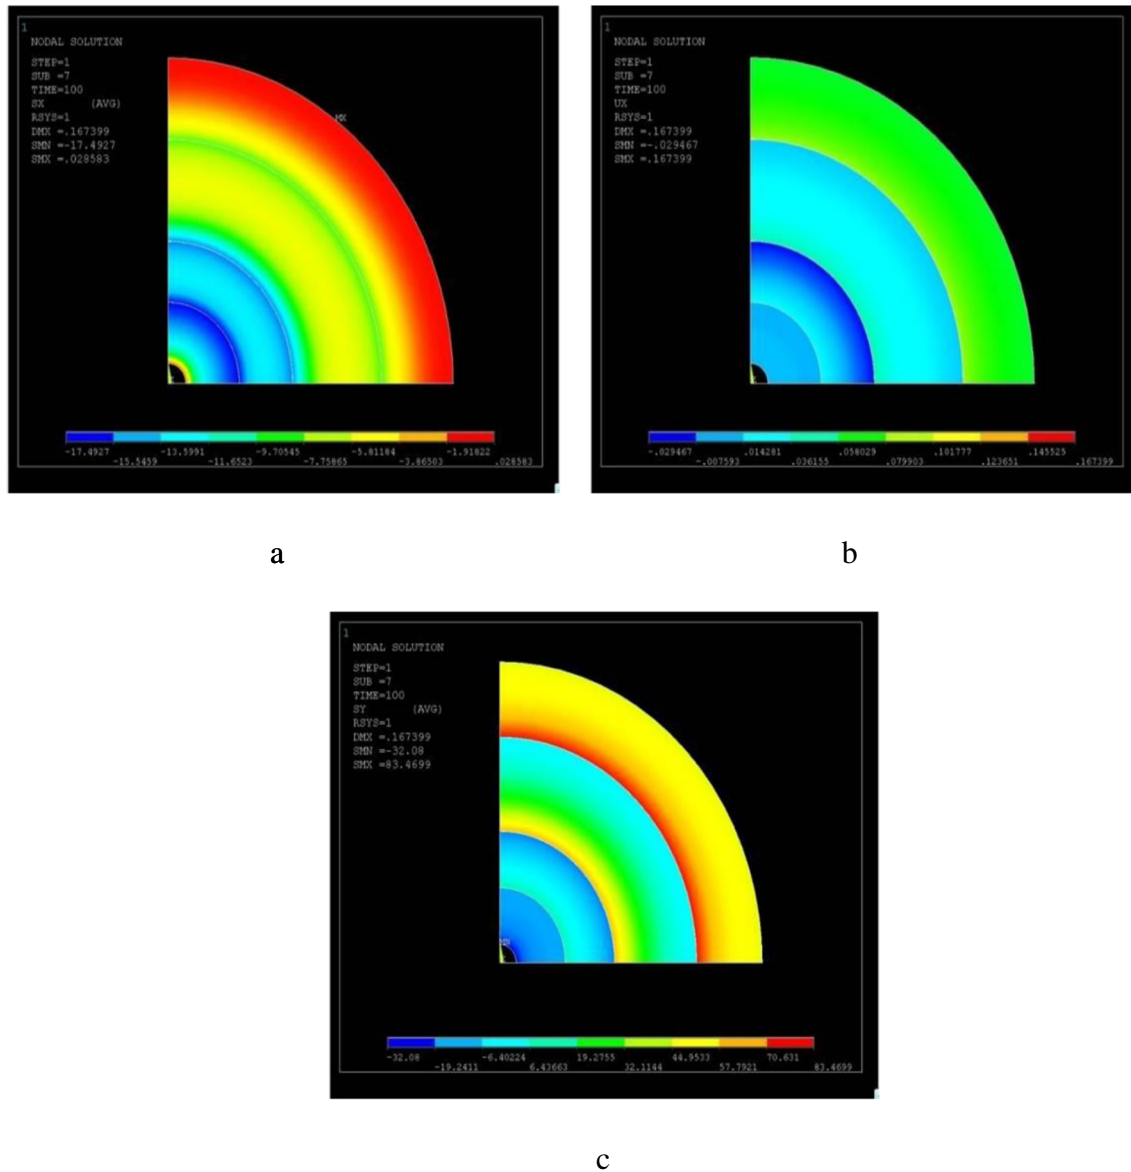 1
NODAL SOLUTION
STEP=1
SUB =7
TIME=100
SX (AVG)
RSYS=1
DMX =.167399
SMN =-17.4927
SMX =.028583
MX
-17.4927 -13.5991 -9.70545 -5.81184 -1.91822
-15.5459 -11.6523 -7.75865 -3.86503 .028583
a
1
NODAL SOLUTION
STEP=1
SUB =7
TIME=100
UX
RSYS=1
DMX =.167399
SMN =-.029467
SMX =.167399
-.029467 .014281 .058029 .101777 .145525
-.007593 .036155 .079903 .123651 .167399
b
1
NODAL SOLUTION
STEP=1
SUB =7
TIME=100
SY (AVG)
RSYS=1
DMX =.167399
SMN =-32.08
SMX =83.4699
-32.08 -6.40224 19.2755 44.9533 70.631
-19.2411 6.43663 32.1144 57.7921 83.4699
c